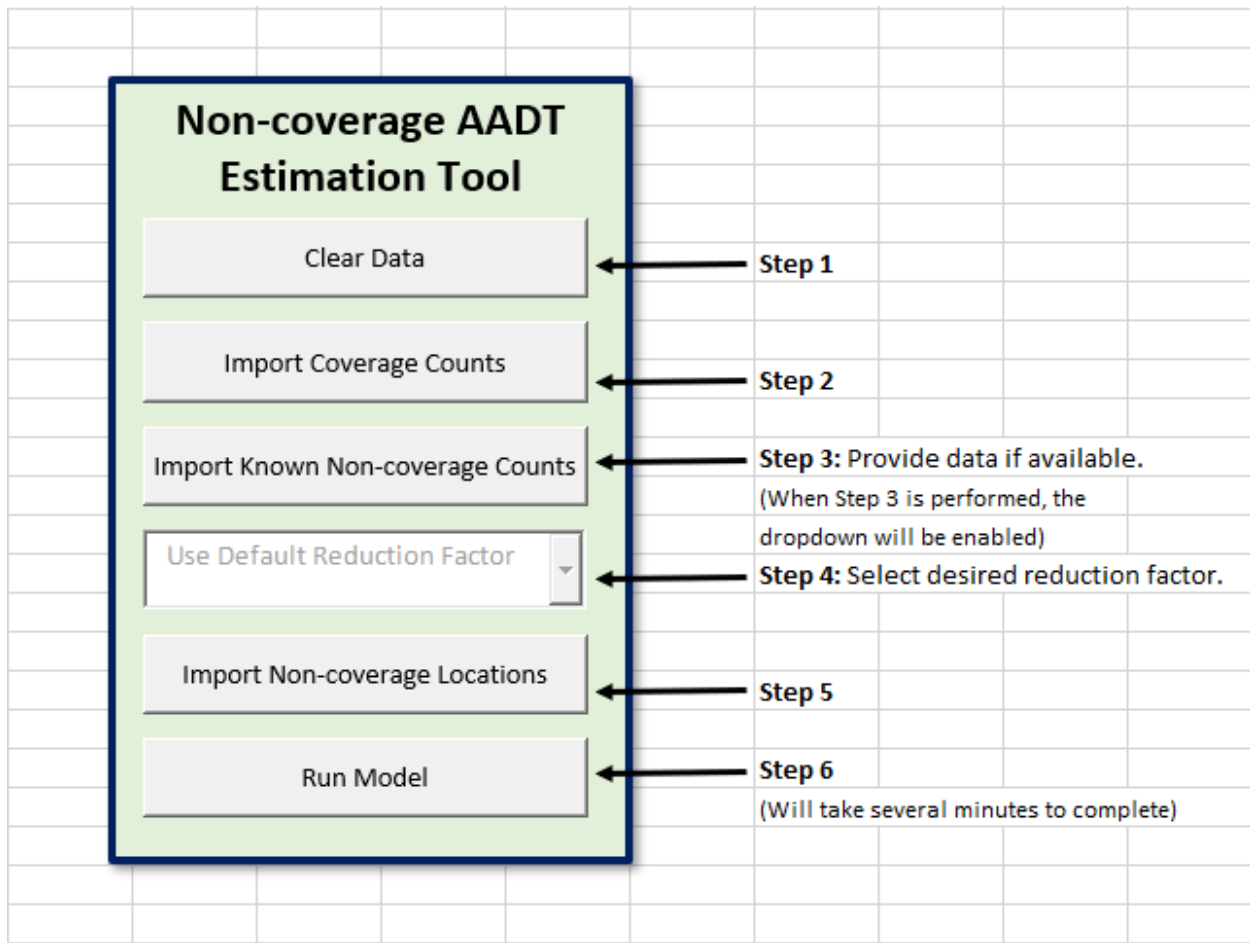 Non-coverage AADT
Estimation Tool
Clear Data
Step 1
Import Coverage Counts
Step 2
Import Known Non-coverage Counts
Step 3: Provide data if available.
(When Step 3 is performed, the
dropdown will be enabled)
Use Default Reduction Factor
Step 4: Select desired reduction factor.
Import Non-coverage Locations
Step 5
Run Model
Step 6
(Will take several minutes to complete)